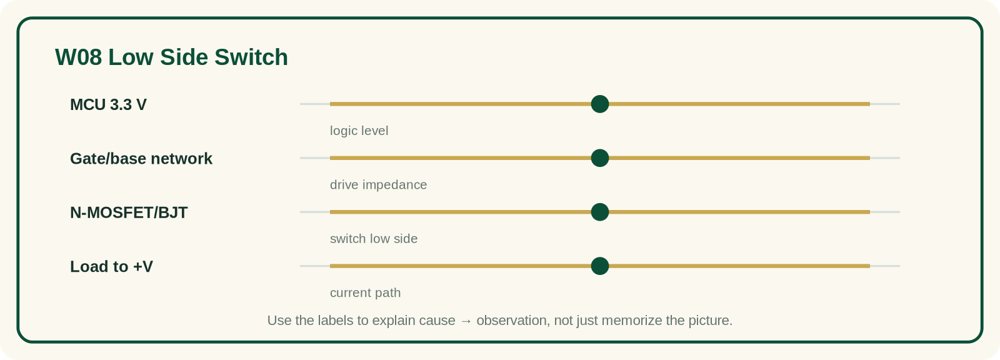 W08 Low Side Switch
MCU 3.3 V
logic level
Gate/base network
drive impedance
N-MOSFET/BJT
switch low side
Load to +V
current path
Use the labels to explain cause → observation, not just memorize the picture.